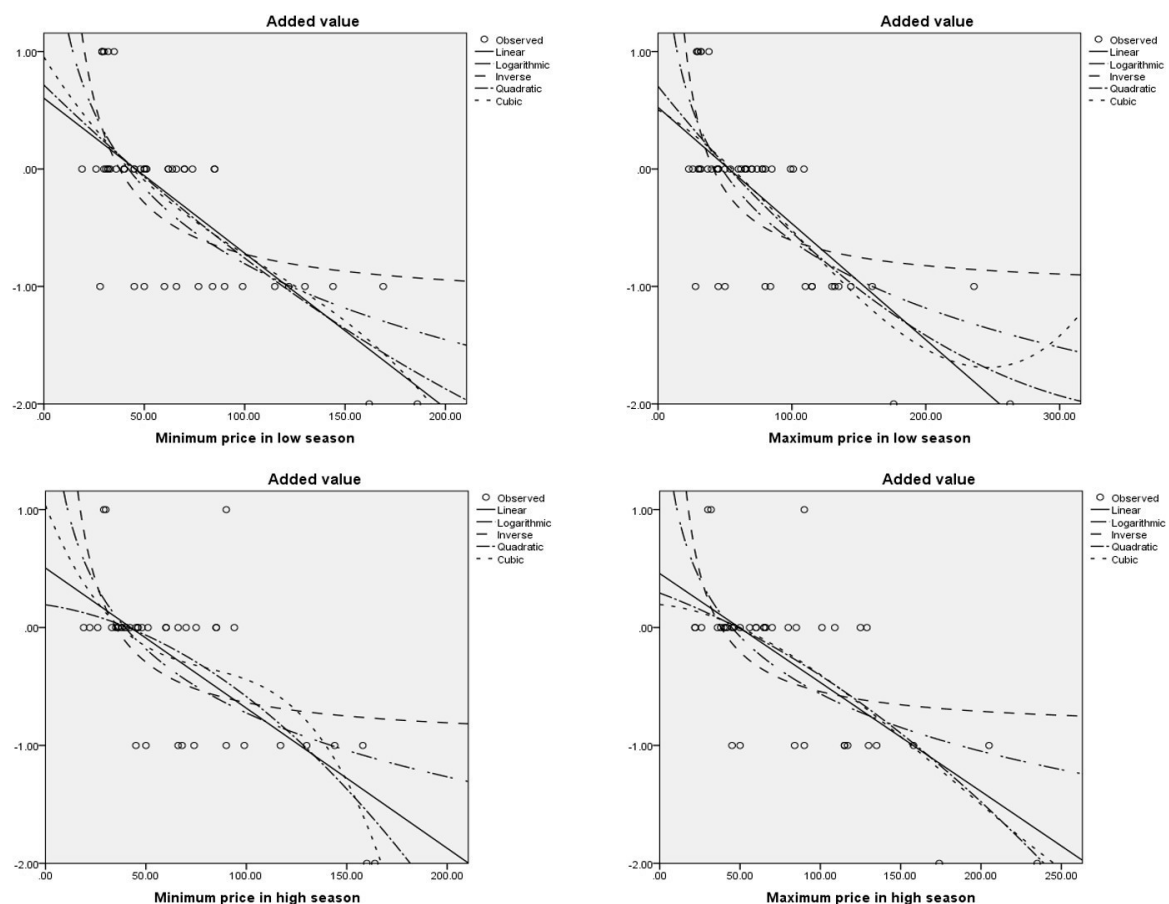 Added value
1.00
.00
-1.00
-2.00
.00
50.00
100.00
150.00
200.00
Minimum price in low season
Observed
Linear
Logarithmic
Inverse
Quadratic
Cubic
Added value
1.00
.00
-1.00
-2.00
.00
100.00
200.00
300.00
Maximum price in low season
Observed
Linear
Logarithmic
Inverse
Quadratic
Cubic
Added value
1.00
.00
-1.00
-2.00
.00
50.00
100.00
150.00
200.00
Minimum price in high season
Observed
Linear
Logarithmic
Inverse
Quadratic
Cubic
Added value
1.00
.00
-1.00
-2.00
.00
50.00
100.00
150.00
200.00
250.00
Maximum price in high season
Observed
Linear
Logarithmic
Inverse
Quadratic
Cubic